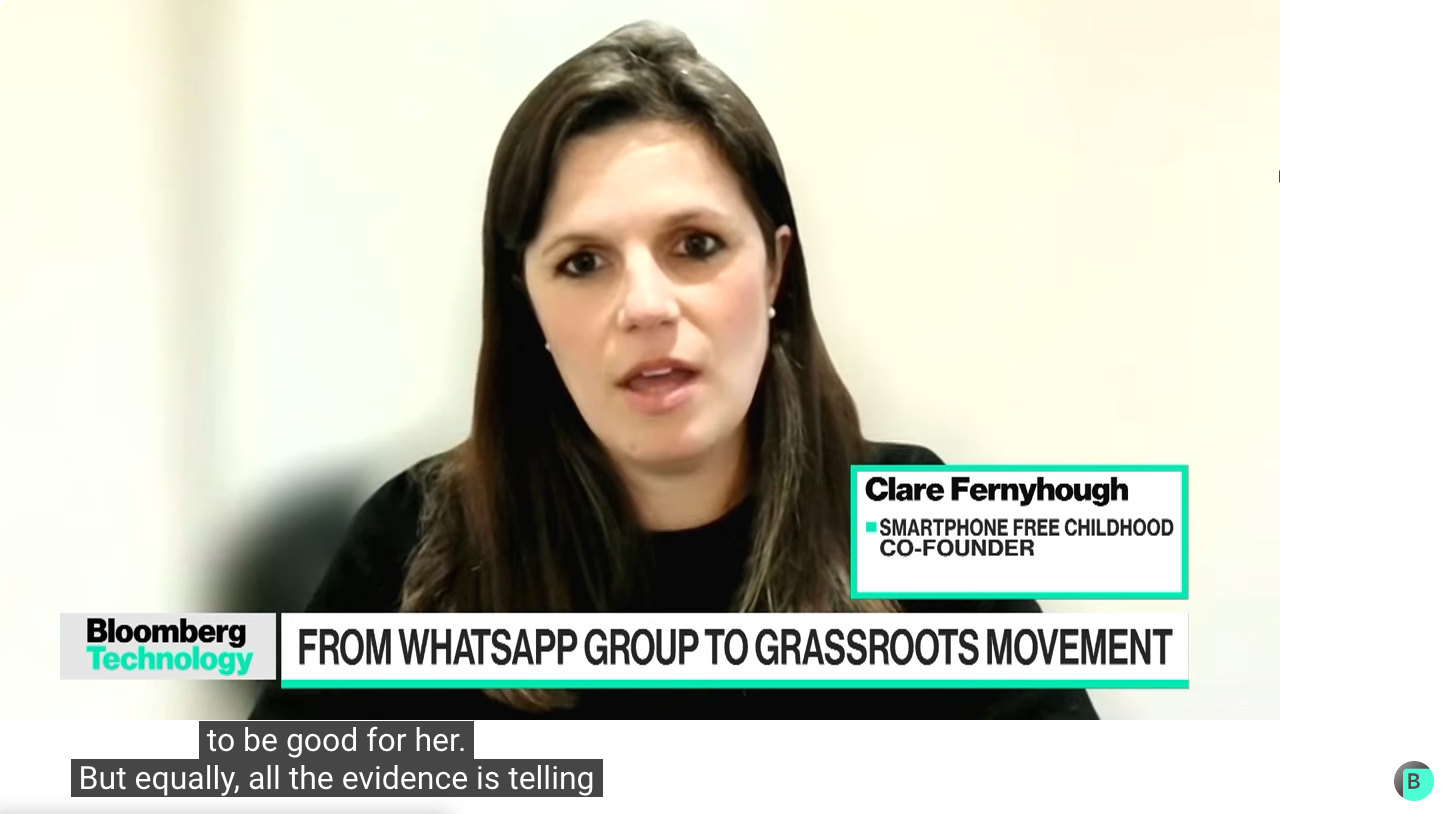 Clare Fernyhough
SMARTPHONE FREE CHILDHOOD
CO-FOUNDER
Bloomberg
Technology
FROM WHATSAPP GROUP TO GRASSROOTS MOVEMENT
to be good for her.
But equally, all the evidence is telling
B